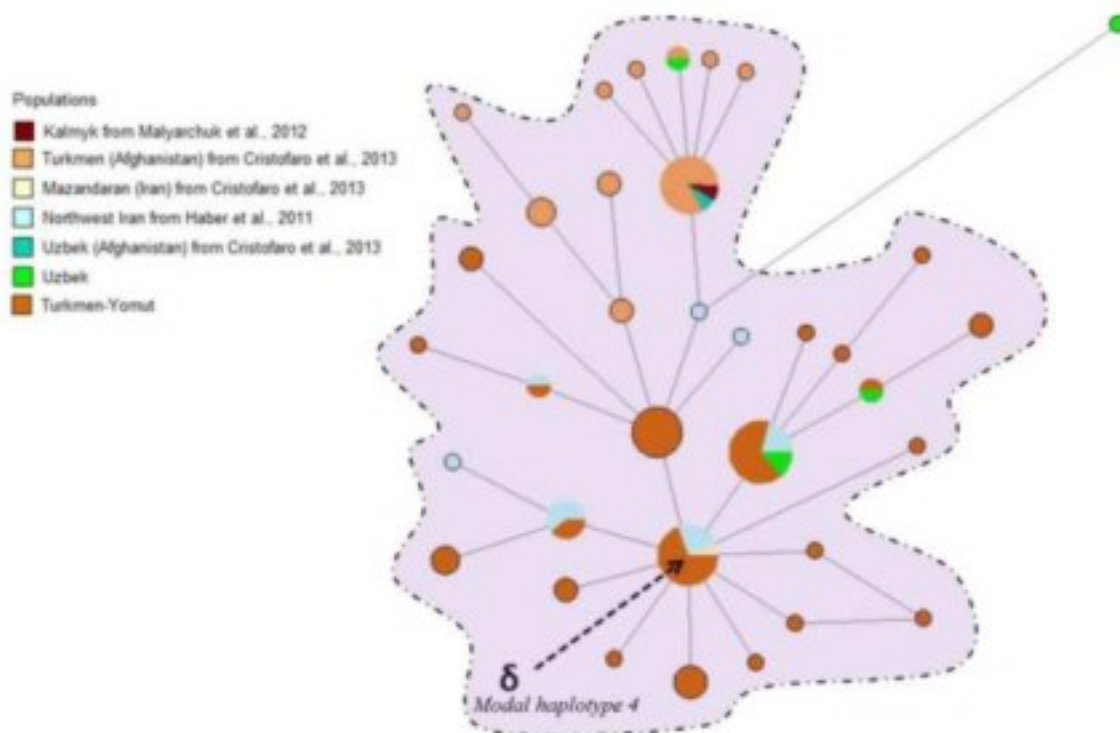 Populations
Kalmyk from Malyarchuk et al., 2012
Turkmen (Afghanistan) from Cristofaro et al., 2013
Mazandaran (Iran) from Cristofaro et al., 2013
Northwest Iran from Haber et al., 2011
Uzbek (Afghanistan) from Cristofaro et al., 2013
Uzbek
Turkmen-Yomut
δ
Modal haplotype 4